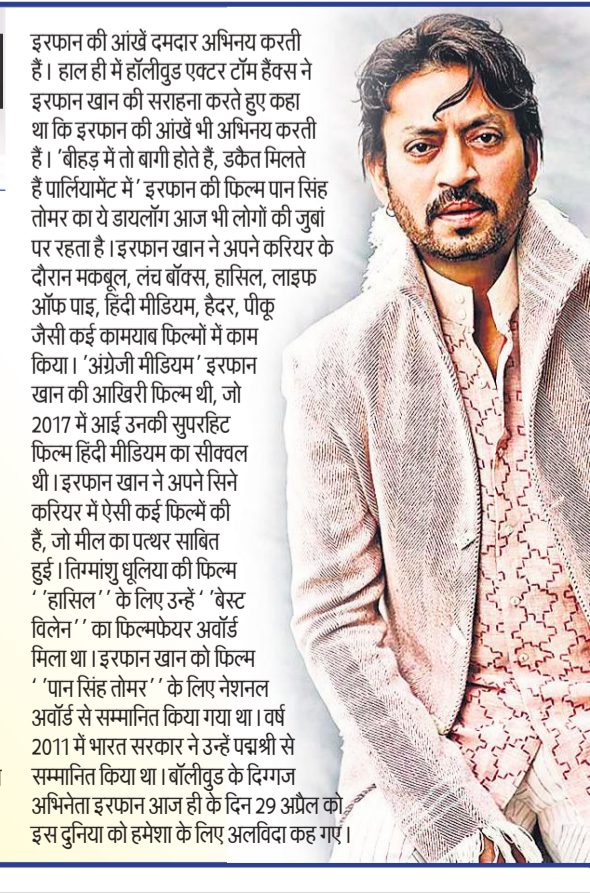 इरफान की आंखें दमदार अभिनय करती
हैं। हाल ही में हॉलीवुड एक्टर टॉम हैंक्स ने
इरफान खान की सराहना करते हुए कहा
था कि इरफान की आंखें भी अभिनय करती
हैं। 'बीहड़ में तो बागी होते हैं, डकैत मिलते
हैं पार्लियामेंट में' इरफान की फिल्म पान सिंह
तोमर का ये डायलॉग आज भी लोगों की जुबां
पर रहता है। इरफान खान ने अपने करियर के
दौरान मकबूल, लंच बॉक्स, हासिल, लाइफ
ऑफ पाइ, हिंदी मीडियम, हैदर, पीकू
जैसी कई कामयाब फिल्मों में काम
किया। 'अंग्रेजी मीडियम' इरफान
खान की आखिरी फिल्म थी, जो
2017 में आई उनकी सुपरहिट
फिल्म हिंदी मीडियम का सीक्वल
थी। इरफान खान ने अपने सिने
करियर में ऐसी कई फिल्में की
हैं, जो मील का पत्थर साबित
हुई। तिग्मांशु धूलिया की फिल्म
‘ ’हासिल’ ’ के लिए उन्हें ‘ ’बेस्ट
विलेन’ ’ का फिल्मफेयर अवॉर्ड
मिला था। इरफान खान को फिल्म
‘ ’पान सिंह तोमर’ ’ के लिए नेशनल
अवॉर्ड से सम्मानित किया गया था। वर्ष
2011 में भारत सरकार ने उन्हें पद्मश्री से
सम्मानित किया था। बॉलीवुड के दिग्गज
अभिनेता इरफान आज ही के दिन 29 अप्रैल को
इस दुनिया को हमेशा के लिए अलविदा कह गए।